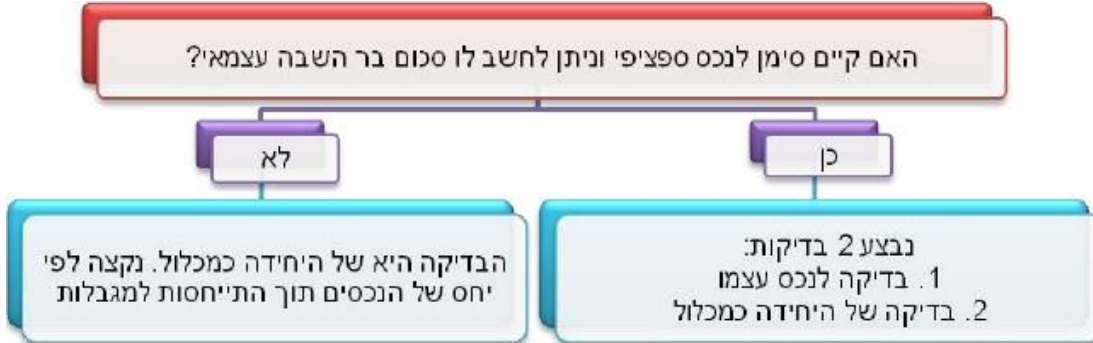 האם קיים סימן לנכס ספציפי וניתן לחשב לו סכום בר השבה עצמאי?
כן
לא
נבצע 2 בדיקות:
1. בדיקה לנכס עצמו
2. בדיקה של היחידה כמכלול
הבדיקה היא של היחידה כמכלול. נקצה לפי
יחס של הנכסים תוך התייחסות למגבלות